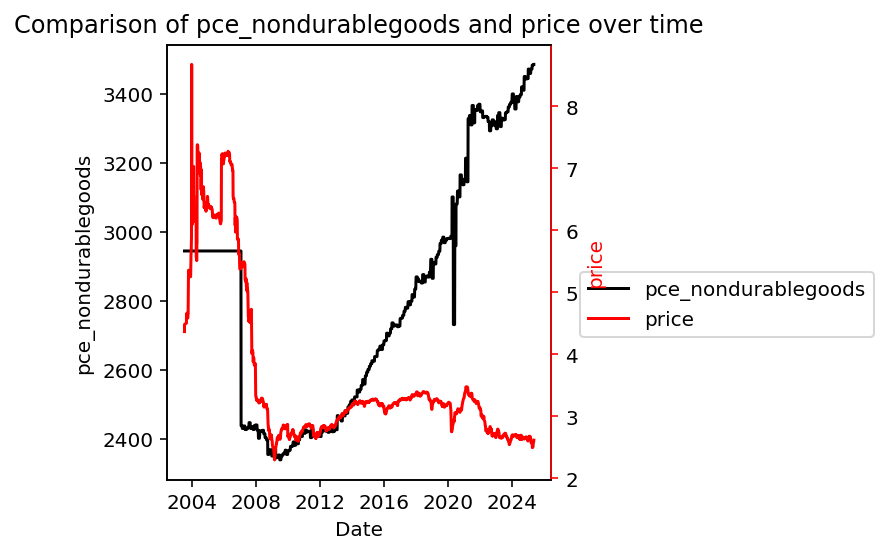 Comparison of pce_nondurablegoods and price over time
pce_nondurablegoods
3400
3200
3000
2800
2600
2400
8
7
6
5
4
3
2
price
pce_nondurablegoods
price
2004 2008 2012 2016 2020 2024
Date